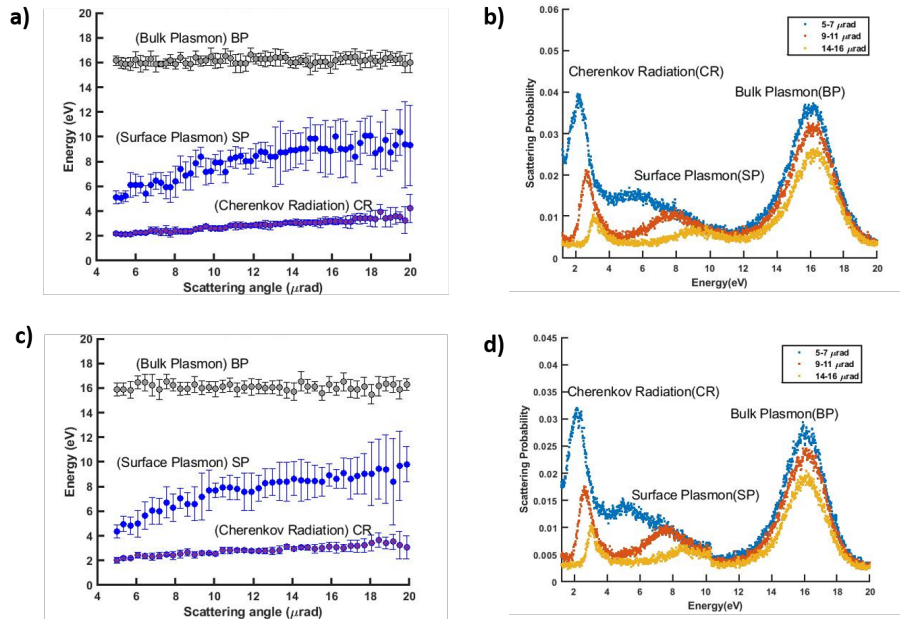 a)
(Bulk Plasmon) BP
(Surface Plasmon) SP
(Cherenkov Radiation) CR
Energy (eV)
20
18
16
14
12
10
8
6
4
2
0
4 6 8 10 12 14 16 18 20
Scattering angle (μrad)
b)
5-7 μrad
9-11 μrad
14-16 μrad
Cherenkov Radiation(CR)
Bulk Plasmon(BP)
Surface Plasmon(SP)
Scattering Probability
0.06
0.05
0.04
0.03
0.02
0.01
0
2 4 6 8 10 12 14 16 18 20
Energy(eV)
c)
(Bulk Plasmon) BP
(Surface Plasmon) SP
(Cherenkov Radiation) CR
Energy (eV)
20
18
16
14
12
10
8
6
4
2
0
4 6 8 10 12 14 16 18 20
Scattering angle (μrad)
d)
5-7 μrad
9-11 μrad
14-16 μrad
Cherenkov Radiation(CR)
Bulk Plasmon(BP)
Surface Plasmon(SP)
Scattering Probability
0.045
0.04
0.035
0.03
0.025
0.02
0.015
0.01
0.005
0
2 4 6 8 10 12 14 16 18 20
Energy(eV)